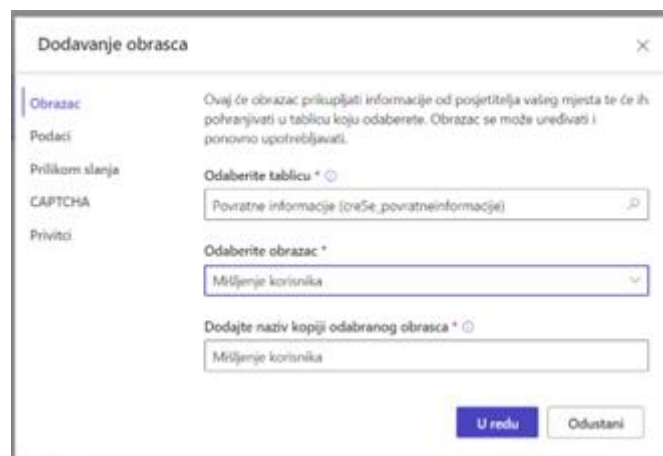 Dodavanje obrasca
Obrazac
Podaci
Prilikom slanja
CAPTCHA
Privitci
Ovaj će obrazac prikupljati informacije od posjetitelja vašeg mjesta te će ih
pohranjivati u tablicu koju odaberete. Obrazac se može uređivati i
ponovno upotrebljavati.
Odaberite tablicu *
Povratne informacije (cre5e_povratneinformacije)
Odaberite obrazac *
Mišljenje korisnika
Dodajte naziv kopiji odabranog obrasca *
Mišljenje korisnika
U redu
Odustani